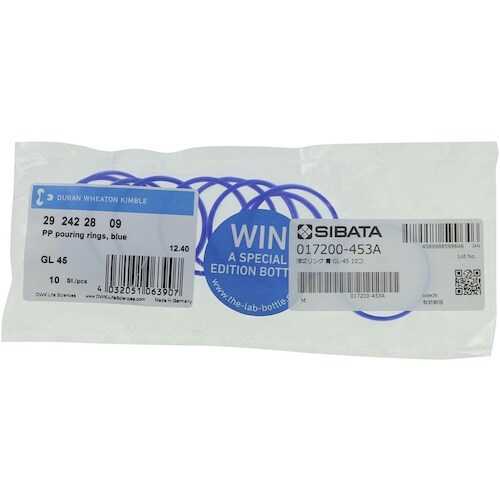 DURAN WHEATON KIMBLE
29 242 28 09
PP pouring rings, blue
12.40
GL 45
10 St./pcs
4 032051 063907
DWK Life Sciences
www.DWK-LifeSciences.com
Made in Germany
WIN
A SPECIAL
EDITION BOTT
www.the-lab-bottle.
SIBATA
017200-453A
液切リング 青 GL-45 10コ
017200-453A
M
JAN
Lot No.